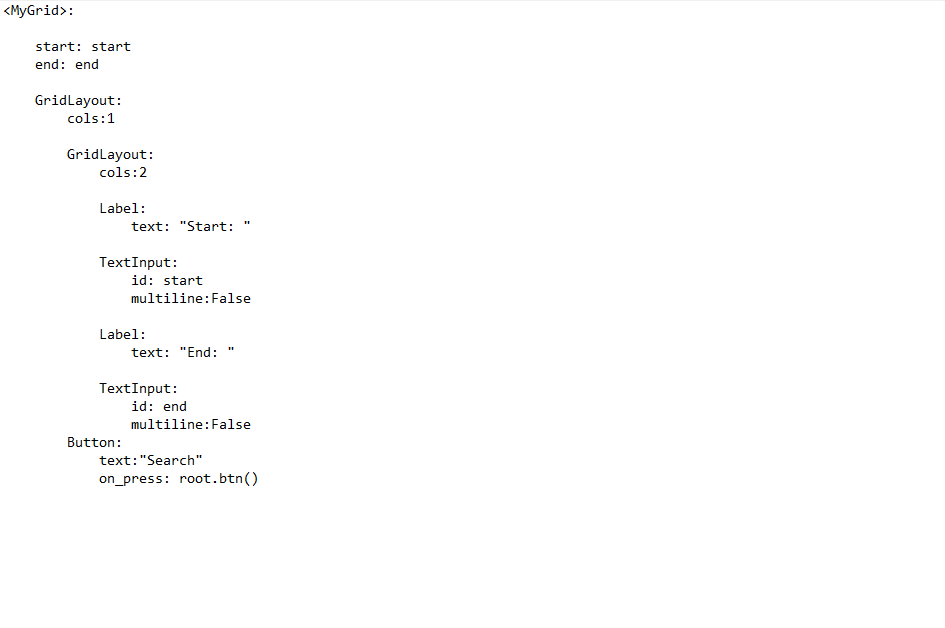 <MyGrid>:
    start: start
    end: end
    GridLayout:
        cols:1
        GridLayout:
            cols:2
            Label:
                text: "Start: "
            TextInput:
                id: start
                multiline:False
            Label:
                text: "End: "
            TextInput:
                id: end
                multiline:False
        Button:
            text:"Search"
            on_press: root.btn()